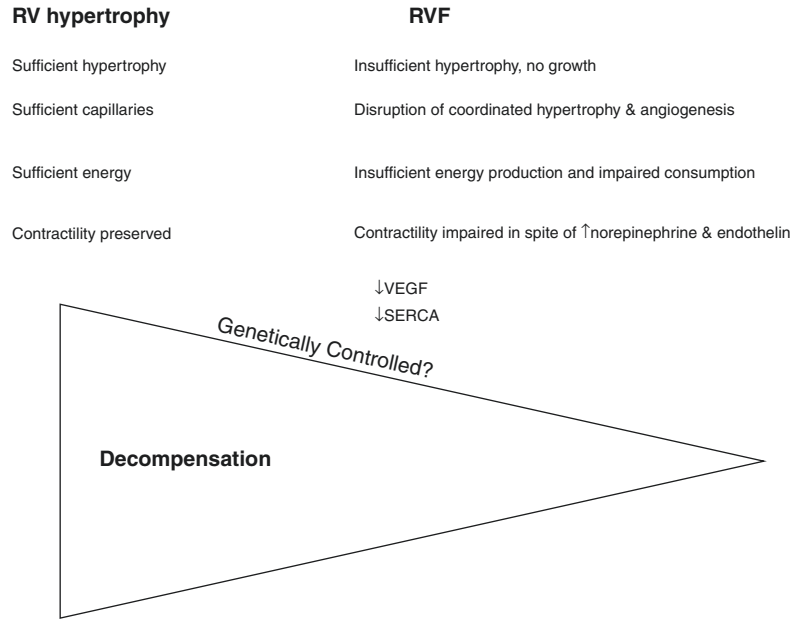 RV hypertrophy RVF
Sufficient hypertrophy Insufficient hypertrophy, no growth
Sufficient capillaries Disruption of coordinated hypertrophy & angiogenesis
Sufficient energy Insufficient energy production and impaired consumption
Contractility preserved Contractility impaired in spite of ↑norepinephrine & endothelin
↓VEGF
↓SERCA
Genetically Controlled?
Decompensation